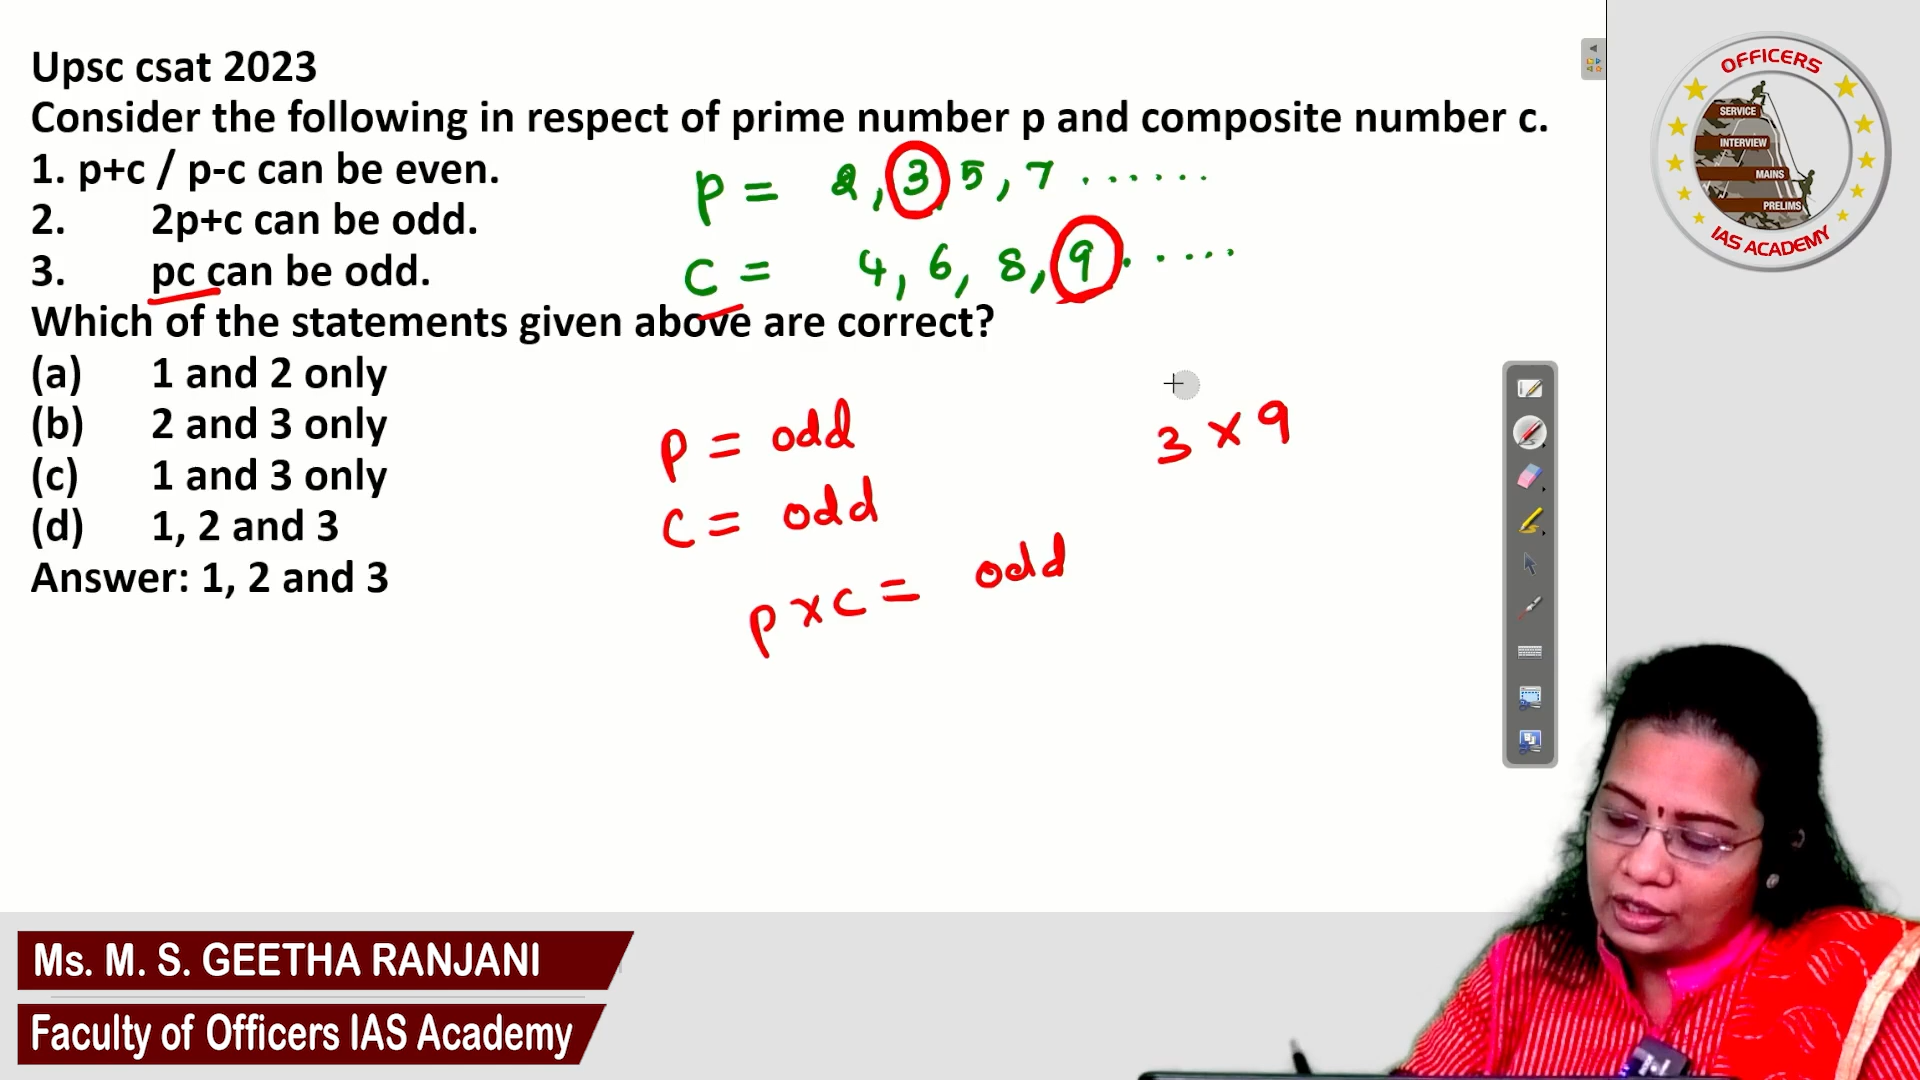 Upsc csat 2023
Consider the following in respect of prime number p and composite number c.
1. p+c / p-c can be even.
2. 2p+c can be odd.
3. pc can be odd.
Which of the statements given above are correct?
(a) 1 and 2 only
(b) 2 and 3 only
(c) 1 and 3 only
(d) 1, 2 and 3
Answer: 1, 2 and 3
p = 2, 3, 5, 7 ......
c = 4, 6, 8, 9 ......
p = odd
c = odd
p x c = odd
3 x 9
OFFICERS
SERVICE
INTERVIEW
MAINS
PRELIMS
IAS ACADEMY
Ms. M. S. GEETHA RANJANI
Faculty of Officers IAS Academy